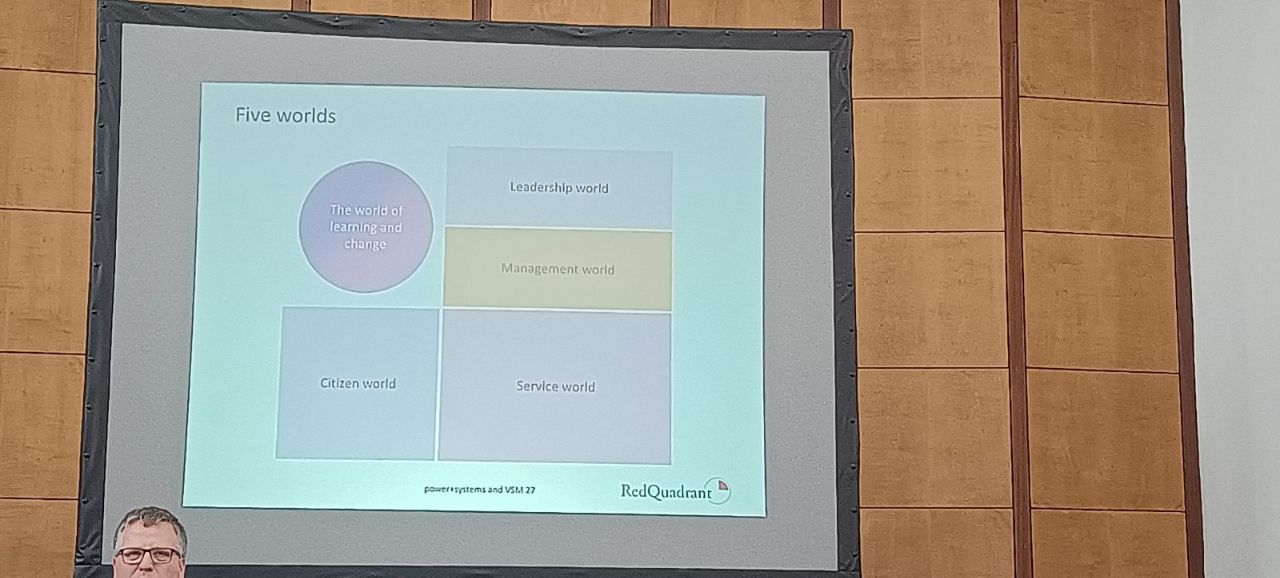 Five worlds
The world of
learning and
change
Leadership world
Management world
Citizen world
Service world
power+systems and VSM 27
RedQuadrant